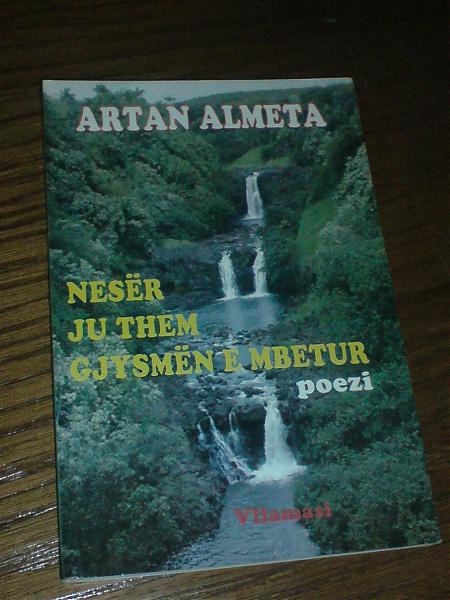 ARTAN ALMETA
NESËR
JU THEM
GJYSMËN E MBETUR
poezi
Vllamasi